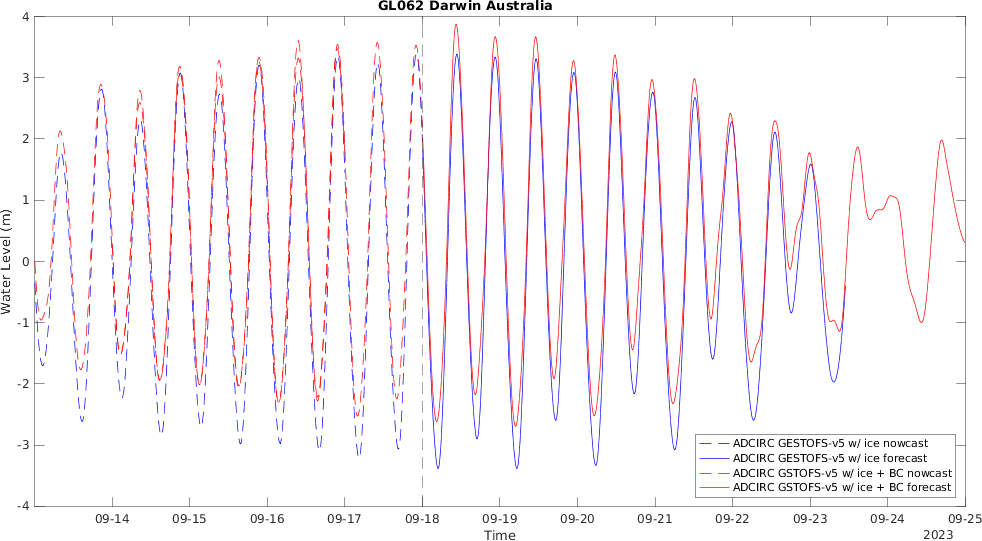 GL062 Darwin Australia
4
3
2
1
0
-1
-2
-3
-4
Water Level (m)
ADCIRC GESTOFS-v5 w/ ice nowcast
ADCIRC GESTOFS-v5 w/ ice forecast
ADCIRC GSTOFS-v5 w/ ice + BC nowcast
ADCIRC GSTOFS-v5 w/ ice + BC forecast
09-14 09-15 09-16 09-17 09-18 09-19 09-20 09-21 09-22 09-23 09-24 09-25
Time
2023